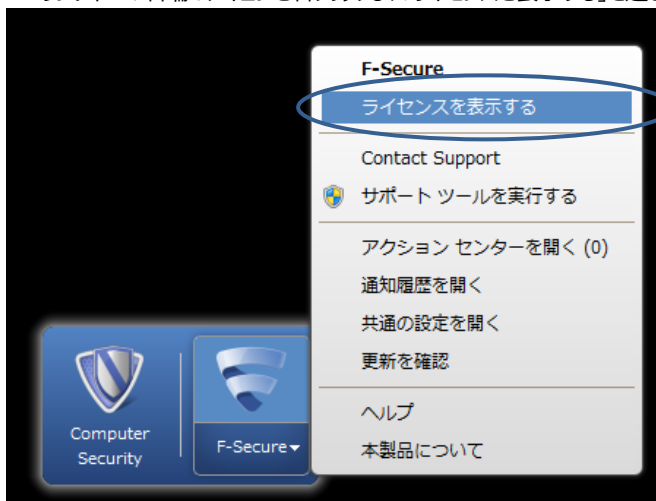 F-Secure
ライセンスを表示する
Contact Support
サポート ツールを実行する
アクション センターを開く (0)
通知履歴を開く
共通の設定を開く
更新を確認
ヘルプ
本製品について
Computer
Security
F-Secure